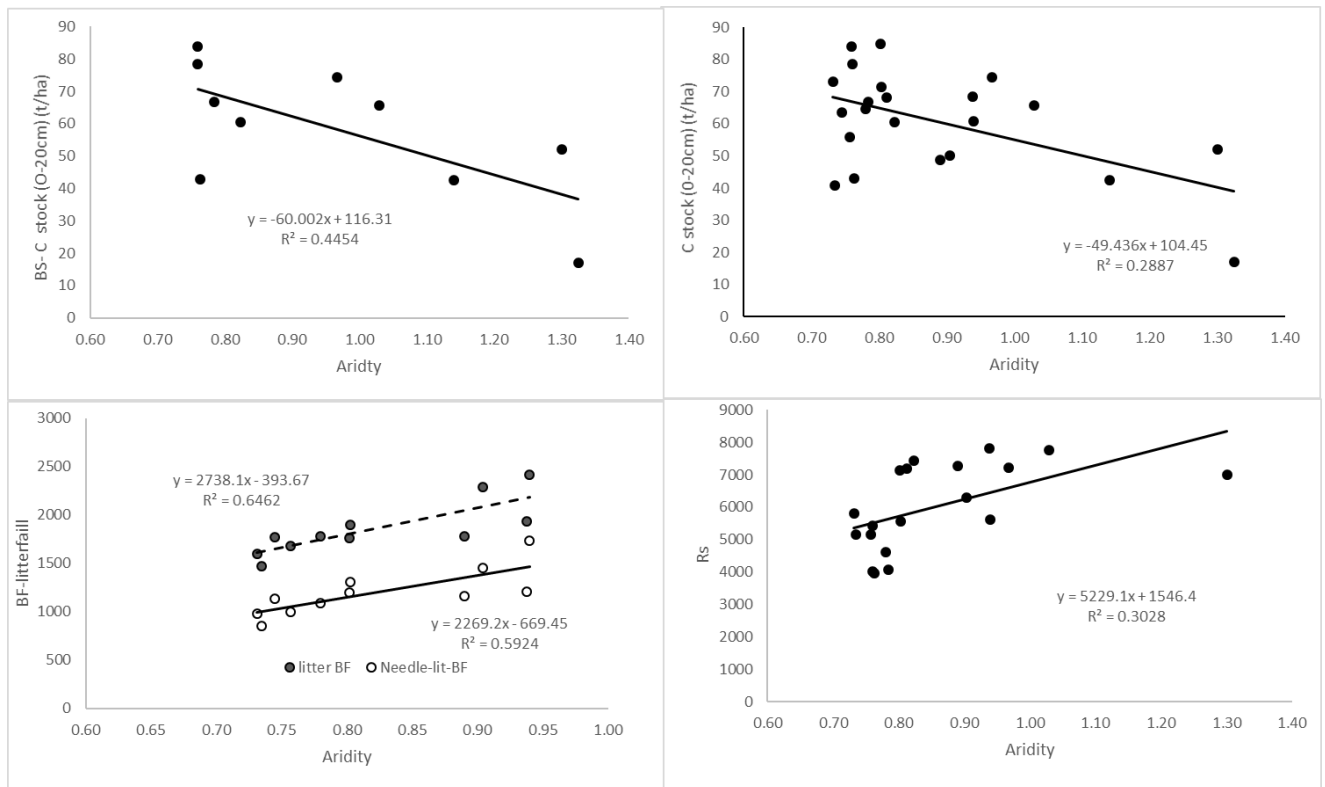 90
80
70
60
50
40
30
20
10
0
BS- C stock (O-20cm) (t/ha)
y = -60.002x + 116.31
R² = 0.4454
0.60 0.70 0.80 0.90 1.00 1.10 1.20 1.30 1.40
Aridty
90
80
70
60
50
40
30
20
10
0
C stock (0-20cm) (t/ha)
y = -49.436x + 104.45
R² = 0.2887
0.60 0.70 0.80 0.90 1.00 1.10 1.20 1.30 1.40
Aridity
3000
2500
2000
1500
1000
500
0
BF-litterfaill
y = 2738.1x - 393.67
R² = 0.6462
y = 2269.2x - 669.45
R² = 0.5924
litter BF Needle-lit-BF
0.60 0.65 0.70 0.75 0.80 0.85 0.90 0.95 1.00
Aridity
9000
8000
7000
6000
5000
4000
3000
2000
1000
0
Rs
y = 5229.1x + 1546.4
R² = 0.3028
0.60 0.70 0.80 0.90 1.00 1.10 1.20 1.30 1.40
Aridity